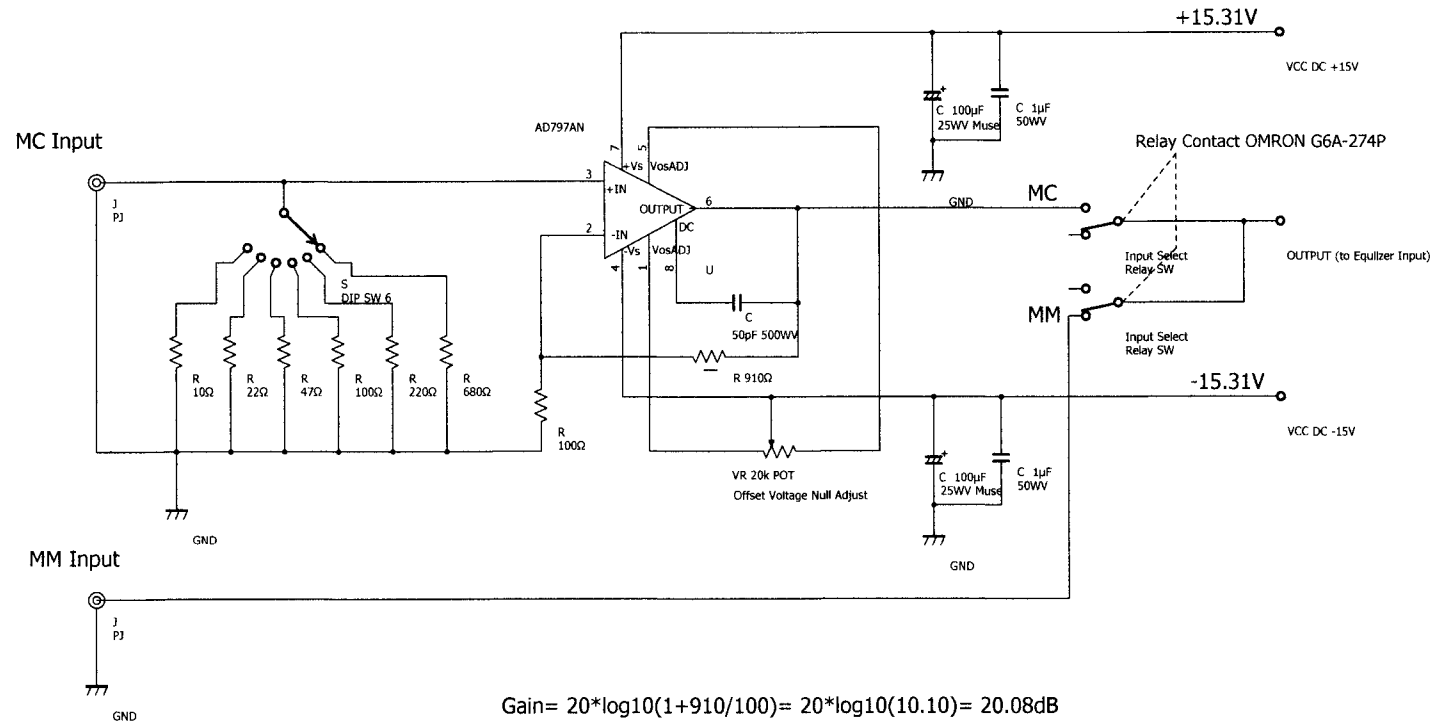 +15.31V
VCC DC +15V
C 100µF
25WV Muse
C 1µF
50WV
AD797AN
MC Input
Relay Contact OMRON G6A-274P
7
5
+Vs
VosADJ
3
+IN
J
PJ
GND
MC
OUTPUT
6
DC
2
-IN
-Vs
VosADJ
4
1
8
U
OUTPUT (to Equlizer Input)
Input Select
Relay SW
S
DIP SW 6
C
50pF 500WV
MM
Input Select
Relay SW
R
10Ω
R
22Ω
R
47Ω
R
100Ω
R
220Ω
R
680Ω
R 910Ω
-15.31V
R
100Ω
VCC DC -15V
VR 20k POT
Offset Voltage Null Adjust
C 100µF
25WV Muse
C 1µF
50WV
GND
GND
MM Input
J
PJ
GND
Gain= 20*log10(1+910/100)= 20*log10(10.10)= 20.08dB